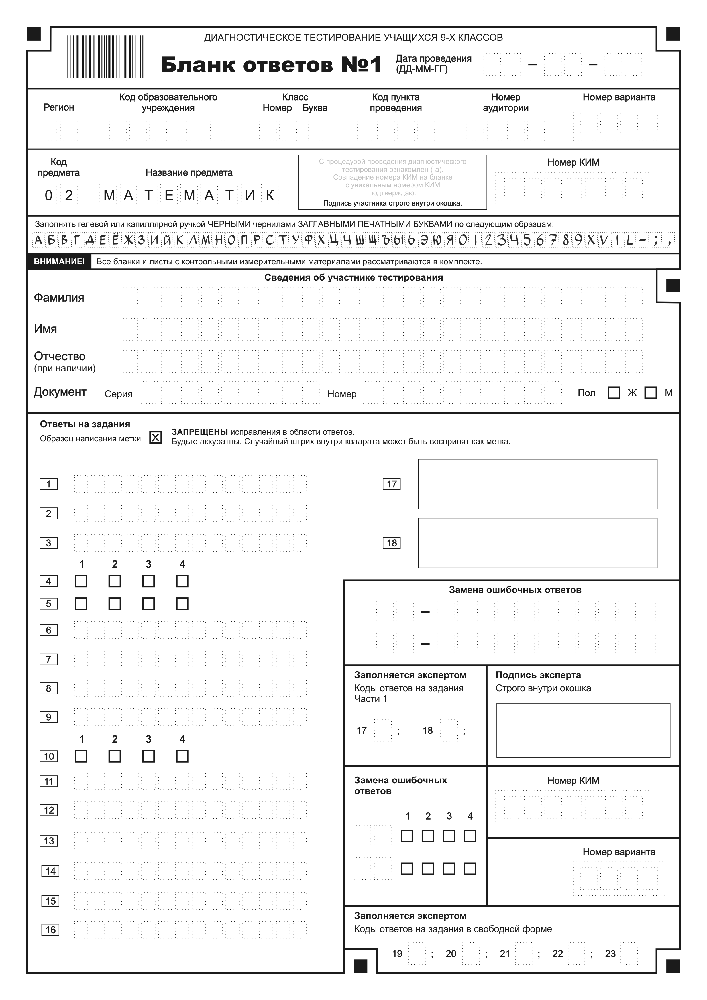 ДИАГНОСТИЧЕСКОЕ ТЕСТИРОВАНИЕ УЧАЩИХСЯ 9-Х КЛАССОВ
Бланк ответов №1
Дата проведения
(ДД-ММ-ГГ)
– –
Регион
Код образовательного
учреждения
Класс
Номер Буква
Код пункта
проведения
Номер
аудитории
Номер варианта
Код
предмета
0 2
Название предмета
М А Т Е М А Т И К
С процедурой проведения диагностического
тестирования ознакомлен (-а).
Совпадение номера КИМ на бланке
с уникальным номером КИМ
подтверждаю.
Подпись участника строго внутри окошка.
Номер КИМ
Заполнять гелевой или капиллярной ручкой ЧЕРНЫМИ чернилами ЗАГЛАВНЫМИ ПЕЧАТНЫМИ БУКВАМИ по следующим образцам:
А Б В Г Д Е Ё Ж З И Й К Л М Н О П Р С Т У Ф Х Ц Ч Ш Щ Ъ Ы Ь Э Ю Я 0 1 2 3 4 5 6 7 8 9 X V I L - ; ,
ВНИМАНИЕ! Все бланки и листы с контрольными измерительными материалами рассматриваются в комплекте.
Сведения об участнике тестирования
Фамилия
Имя
Отчество
(при наличии)
Документ Серия Номер Пол Ж М
Ответы на задания
Образец написания метки
ЗАПРЕЩЕНЫ исправления в области ответов.
Будьте аккуратны. Случайный штрих внутри квадрата может быть воспринят как метка.
1
2
3
1 2 3 4
4
5
6
7
8
9
1 2 3 4
10
11
12
13
14
15
16
17
18
Замена ошибочных ответов
–
–
Заполняется экспертом
Коды ответов на задания
Части 1
17 ; 18 ;
Подпись эксперта
Строго внутри окошка
Замена ошибочных
ответов
1 2 3 4
Номер КИМ
Номер варианта
Заполняется экспертом
Коды ответов на задания в свободной форме
19 ; 20 ; 21 ; 22 ; 23